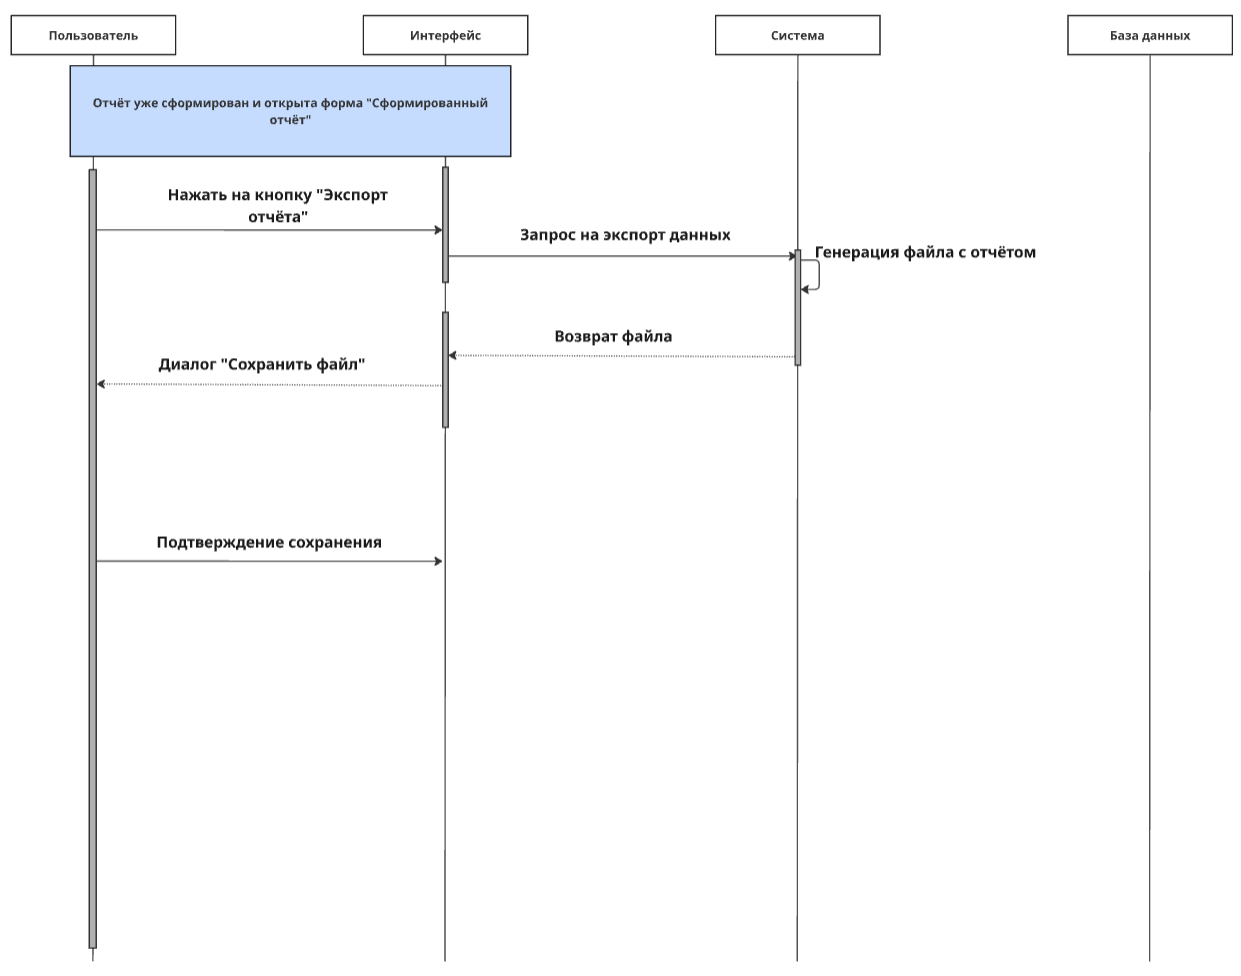 Пользователь
Интерфейс
Система
База данных
Отчёт уже сформирован и открыта форма "Сформированный
отчёт"
Нажать на кнопку "Экспорт
отчёта"
Запрос на экспорт данных
Генерация файла с отчётом
Возврат файла
Диалог "Сохранить файл"
Подтверждение сохранения